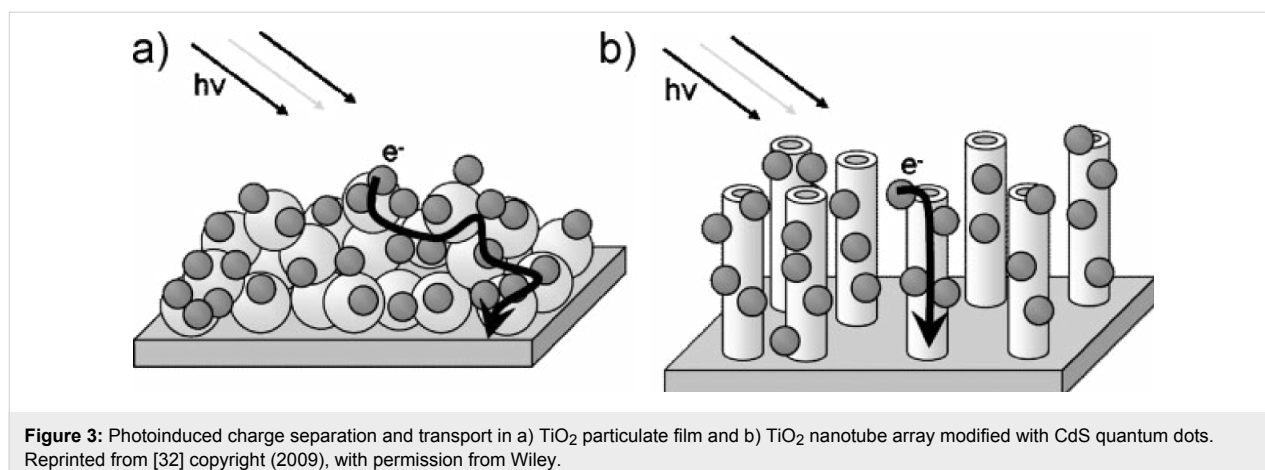 a)
hν
e-
b)
hν
e-
Figure 3: Photoinduced charge separation and transport in a) TiO2 particulate film and b) TiO2 nanotube array modified with CdS quantum dots.
Reprinted from [32] copyright (2009), with permission from Wiley.